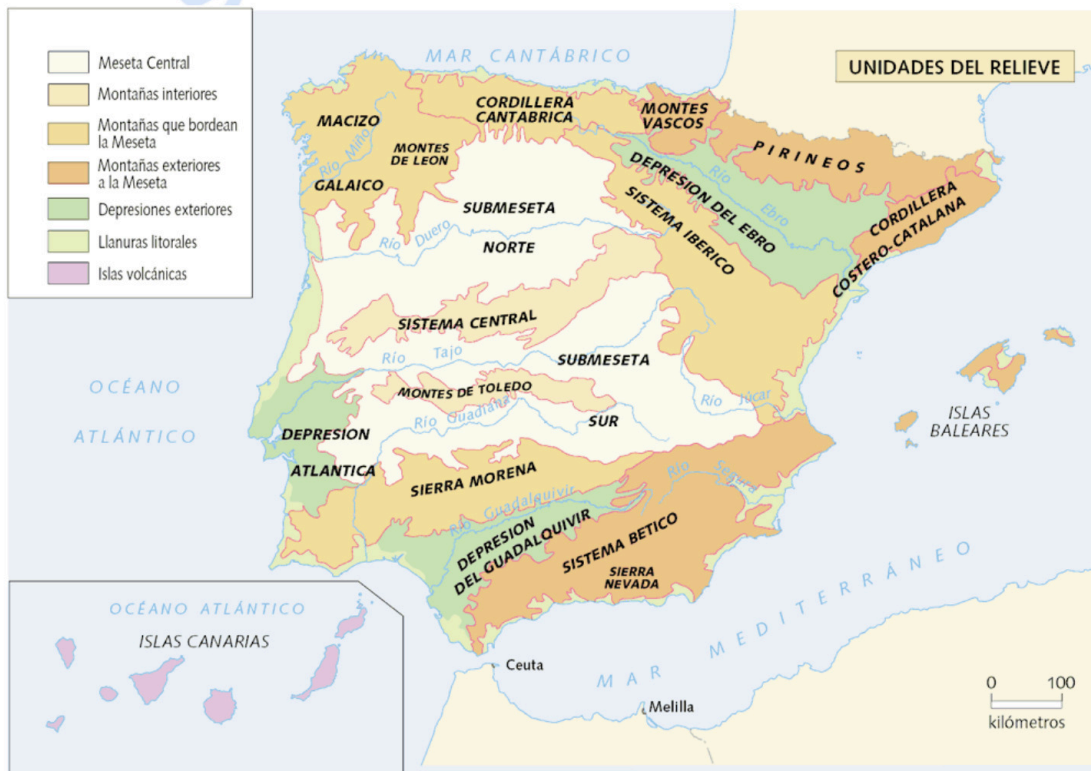 UNIDADES DEL RELIEVE
Meseta Central
Montañas interiores
Montañas que bordean
la Meseta
Montañas exteriores
a la Meseta
Depresiones exteriores
Llanuras litorales
Islas volcánicas
MAR CANTÁBRICO
MACIZO
GALAICO
Río Miño
MONTES
DE LEON
CORDILLERA
CANTABRICA
MONTES
VASCOS
PIRINEOS
DEPRESION DEL EBRO
Río
Ebro
CORDILLERA
COSTERO-CATALANA
SISTEMA IBERICO
SUBMESETA
NORTE
Río Duero
SISTEMA CENTRAL
Río Tajo
SUBMESETA
SUR
MONTES DE TOLEDO
Río Guadiana
Río Júcar
OCÉANO
ATLÁNTICO
DEPRESION
ATLANTICA
SIERRA MORENA
Río Guadalquivir
DEPRESION
DEL GUADALQUIVIR
Río Segura
SISTEMA BETICO
SIERRA
NEVADA
ISLAS
BALEARES
MAR MEDITERRÁNEO
OCÉANO ATLÁNTICO
ISLAS CANARIAS
Ceuta
Melilla
0 100
kilómetros